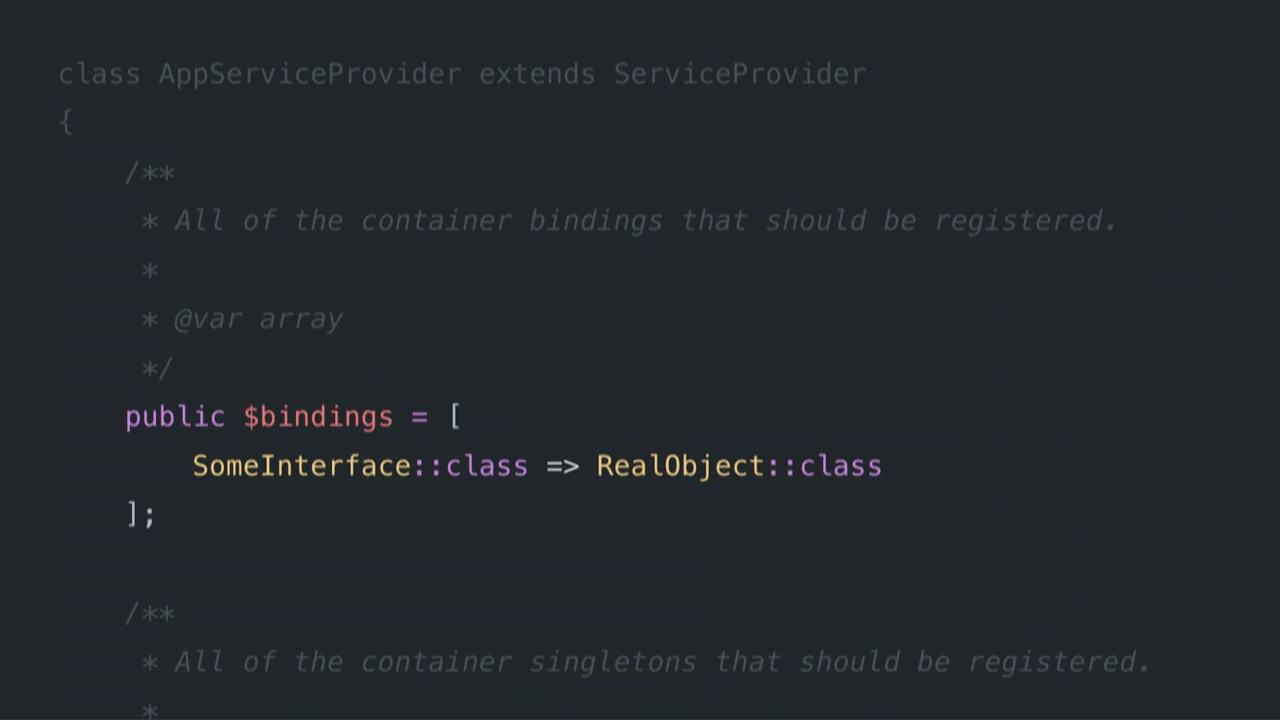 class AppServiceProvider extends ServiceProvider
{
    /**
     * All of the container bindings that should be registered.
     *
     * @var array
     */
    public $bindings = [
        SomeInterface::class => RealObject::class
    ];

    /**
     * All of the container singletons that should be registered.
     *